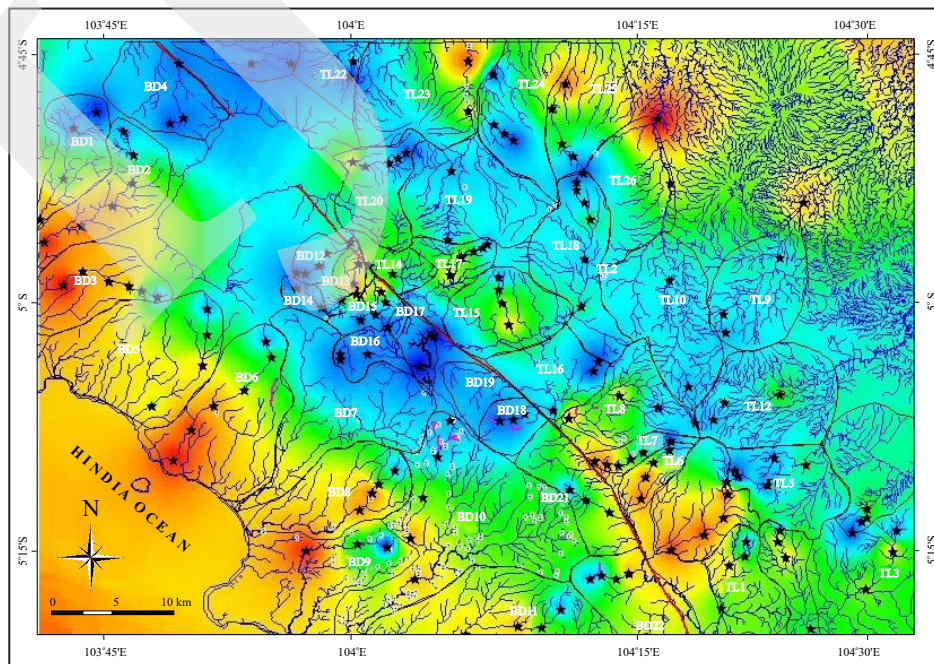 103°45'E
104°E
104°15'E
104°30'E
4°45'S
4°45'S
BD4
TL22
TL23
TL24
TL25
BD1
BD2
TL26
TL20
TL19
BD12
TL14
TL17
TL18
BD3
BD13
TL2
BD14
BD15
BD17
TL15
TL10
TL9
5°S
5°S
BD16
BD5
BD6
BD19
TL16
BD7
BD18
TL8
TL12
TL7
TL6
HINDIA OCEAN
BD8
BD21
TL5
N
BD10
BD9
TL3
TL1
5°15'S
5°15'S
0 5 10 km
BD11
BD22
103°45'E
104°E
104°15'E
104°30'E